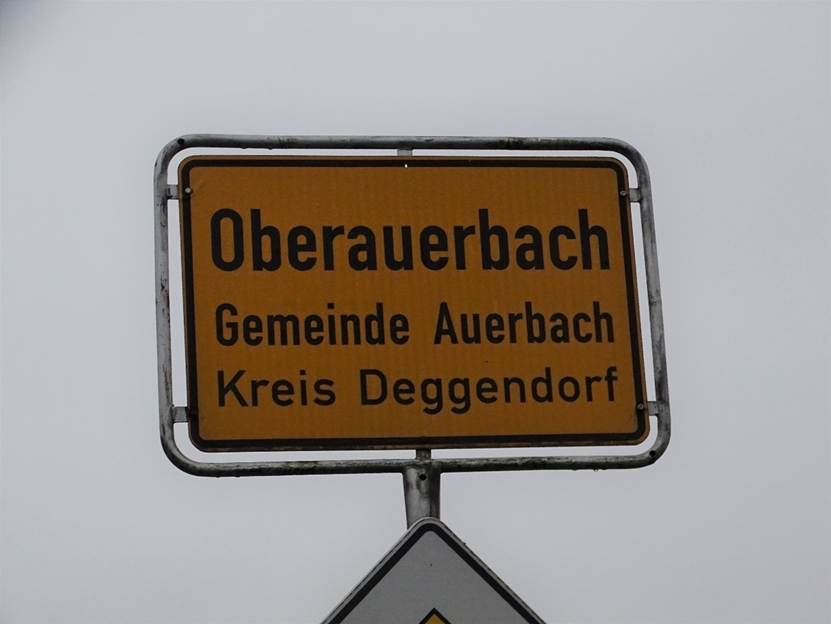 Oberauerbach
Gemeinde Auerbach
Kreis Deggendorf